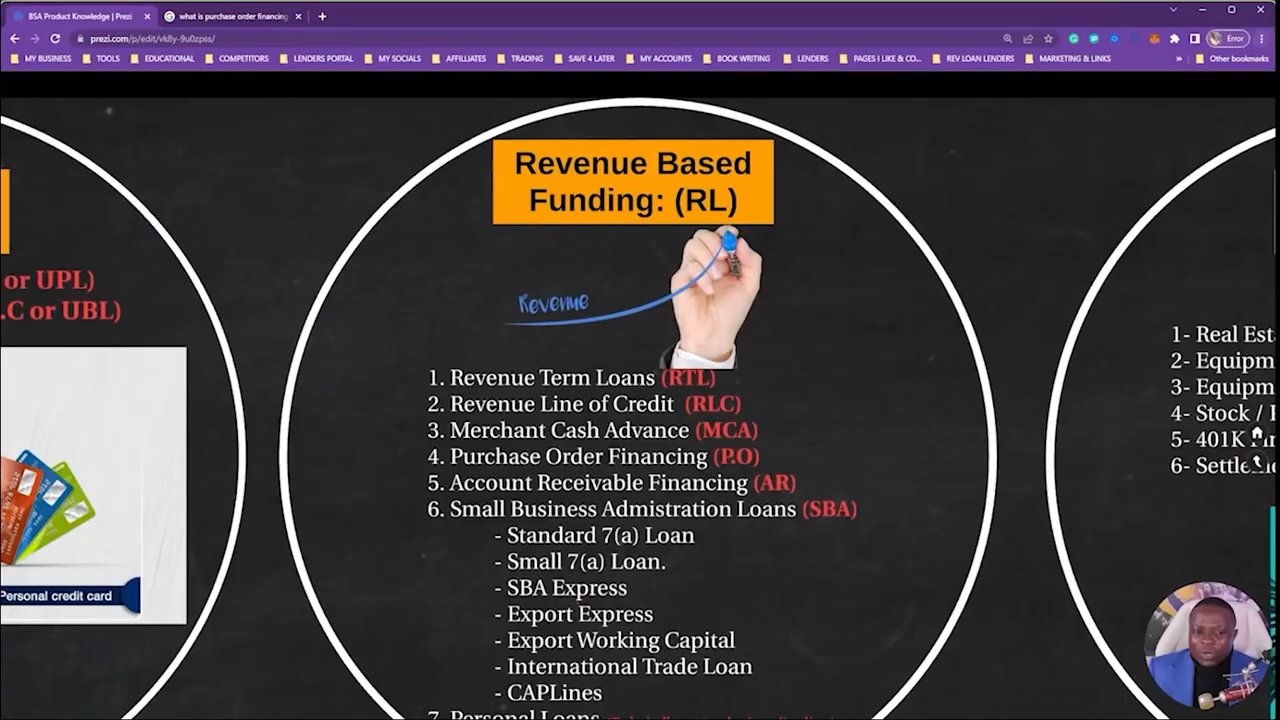 BSA Product Knowledge | Prezi
what is purchase order financing
prezi.com/p/edit/vk8y-9u0zpss/
Error
MY BUSINESS
TOOLS
EDUCATIONAL
COMPETITORS
LENDERS PORTAL
MY SOCIALS
AFFILIATES
TRADING
SAVE 4 LATER
MY ACCOUNTS
BOOK WRITING
LENDERS
PAGES I LIKE & CO...
REV LOAN LENDERS
MARKETING & LINKS
Other bookmarks
or UPL)
.C or UBL)
Personal credit card
Revenue Based
Funding: (RL)
Revenue
1. Revenue Term Loans (RTL)
2. Revenue Line of Credit (RLC)
3. Merchant Cash Advance (MCA)
4. Purchase Order Financing (P.O)
5. Account Receivable Financing (AR)
6. Small Business Admistration Loans (SBA)
- Standard 7(a) Loan
- Small 7(a) Loan.
- SBA Express
- Export Express
- Export Working Capital
- International Trade Loan
- CAPLines
7. Personal Loans
1- Real Est
2- Equipm
3- Equipm
4- Stock /
5- 401K
6- Settle